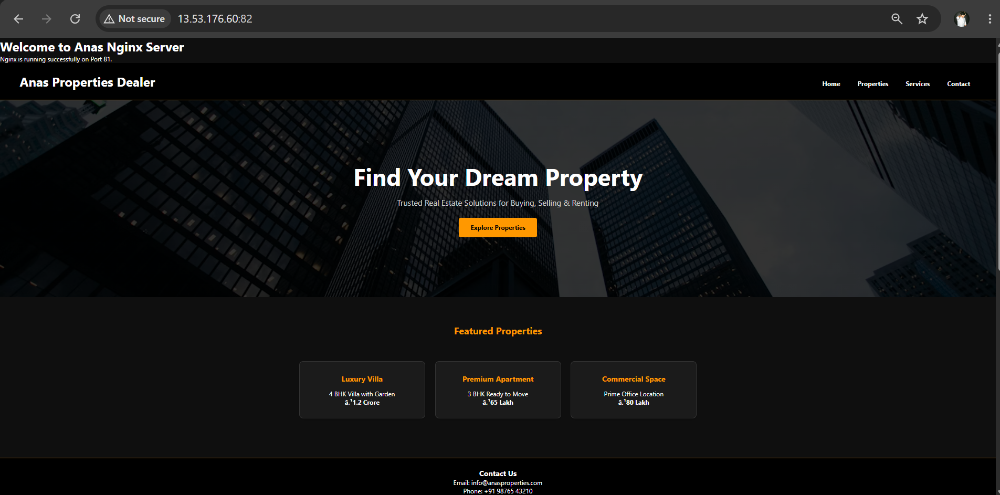 Not secure 13.53.176.60:82
Welcome to Anas Nginx Server
Nginx is running successfully on Port 81.
Anas Properties Dealer
Home Properties Services Contact
Find Your Dream Property
Trusted Real Estate Solutions for Buying, Selling & Renting
Explore Properties
Featured Properties
Luxury Villa
4 BHK Villa with Garden
â‚¹1.2 Crore
Premium Apartment
3 BHK Ready to Move
â‚¹65 Lakh
Commercial Space
Prime Office Location
â‚¹80 Lakh
Contact Us
Email: info@anasproperties.com
Phone: +91 98765 43210